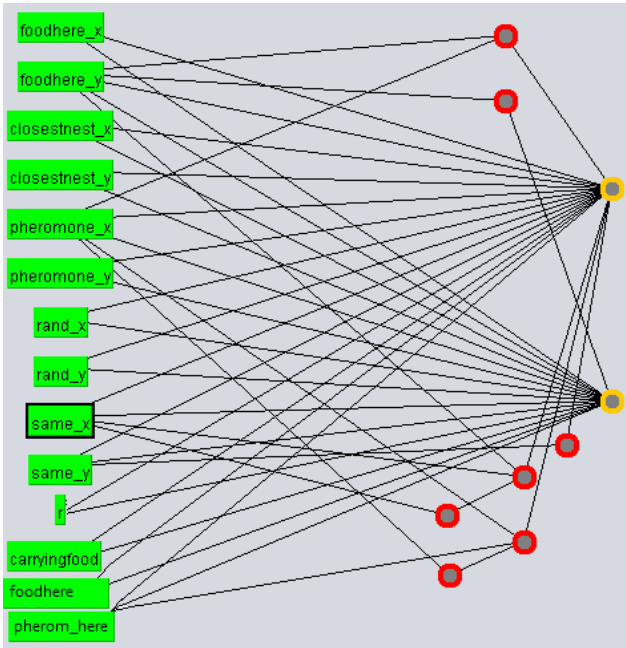 foodhere_x
foodhere_y
closestnest_x
closestnest_y
pheromone_x
pheromone_y
rand_x
rand_y
same_x
same_y
r
carryingfood
foodhere
pherom_here